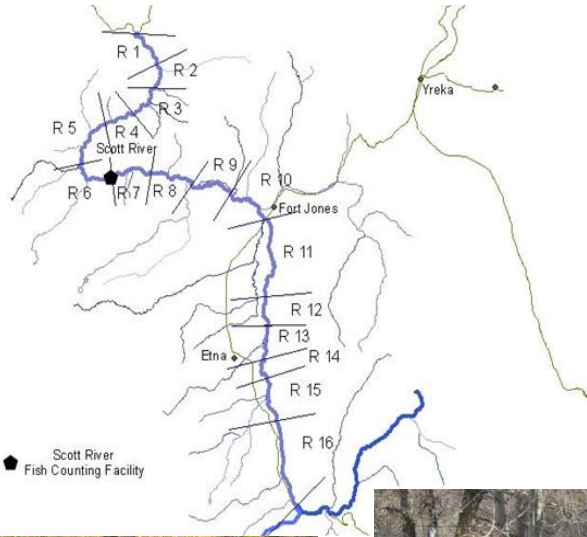 R 1
R 2
R 3
R 4
R 5
Scott River
R 6
R 7
R 8
R 9
R 10
Yreka
Fort Jones
R 11
R 12
R 13
Etna
R 14
R 15
R 16
Scott River
Fish Counting Facility